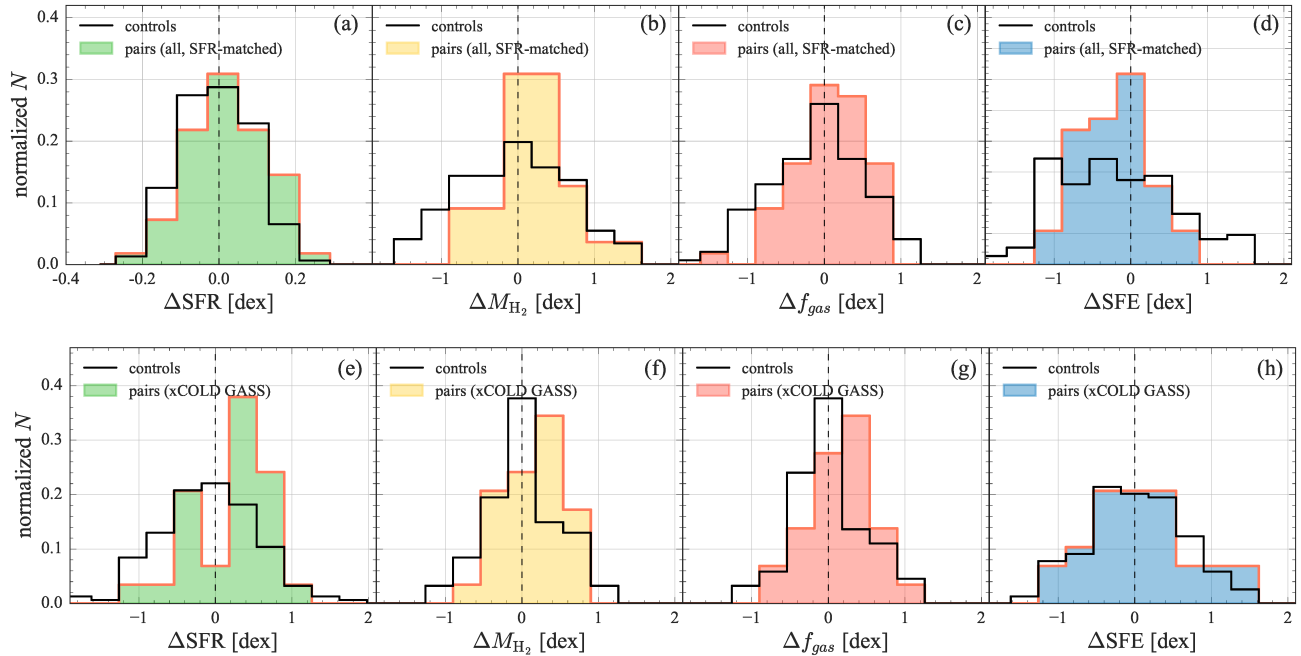 controls
pairs (all, SFR-matched)
(a)
controls
pairs (all, SFR-matched)
(b)
controls
pairs (all, SFR-matched)
(c)
controls
pairs (all, SFR-matched)
(d)
normalized N
0.4
0.3
0.2
0.1
0.0
−0.4 −0.2 0.0 0.2
−1 0 1
−1 0 1
−1 0 1
ΔSFR [dex]
ΔM_H₂ [dex]
Δf_gas [dex]
ΔSFE [dex]
controls
pairs (xCOLD GASS)
(e)
controls
pairs (xCOLD GASS)
(f)
controls
pairs (xCOLD GASS)
(g)
controls
pairs (xCOLD GASS)
(h)
normalized N
0.4
0.3
0.2
0.1
0.0
−1 0 1 2
−1 0 1 2
−1 0 1 2
−1 0 1 2
ΔSFR [dex]
ΔM_H₂ [dex]
Δf_gas [dex]
ΔSFE [dex]